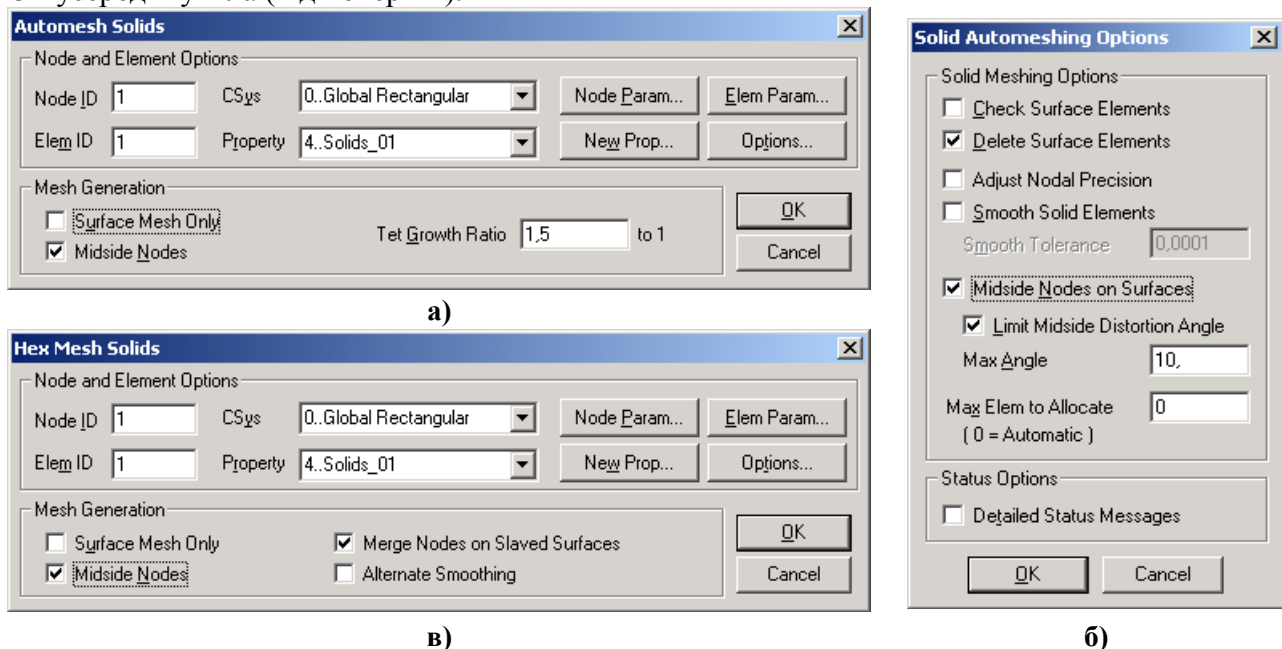 Automesh Solids
Node and Element Options
Node ID 1 CSys 0..Global Rectangular Node Param... Elem Param...
Elem ID 1 Property 4..Solids_01 New Prop... Options...
Mesh Generation
Surface Mesh Only
Midside Nodes
Tet Growth Ratio 1,5 to 1
OK
Cancel
а)
Hex Mesh Solids
Node and Element Options
Node ID 1 CSys 0..Global Rectangular Node Param... Elem Param...
Elem ID 1 Property 4..Solids_01 New Prop... Options...
Mesh Generation
Surface Mesh Only Merge Nodes on Slaved Surfaces
Midside Nodes Alternate Smoothing
OK
Cancel
в)
Solid Automeshing Options
Solid Meshing Options
Check Surface Elements
Delete Surface Elements
Adjust Nodal Precision
Smooth Solid Elements
Smooth Tolerance 0,0001
Midside Nodes on Surfaces
Limit Midside Distortion Angle
Max Angle 10,
Max Elem to Allocate 0
( 0 = Automatic )
Status Options
Detailed Status Messages
OK Cancel
б)